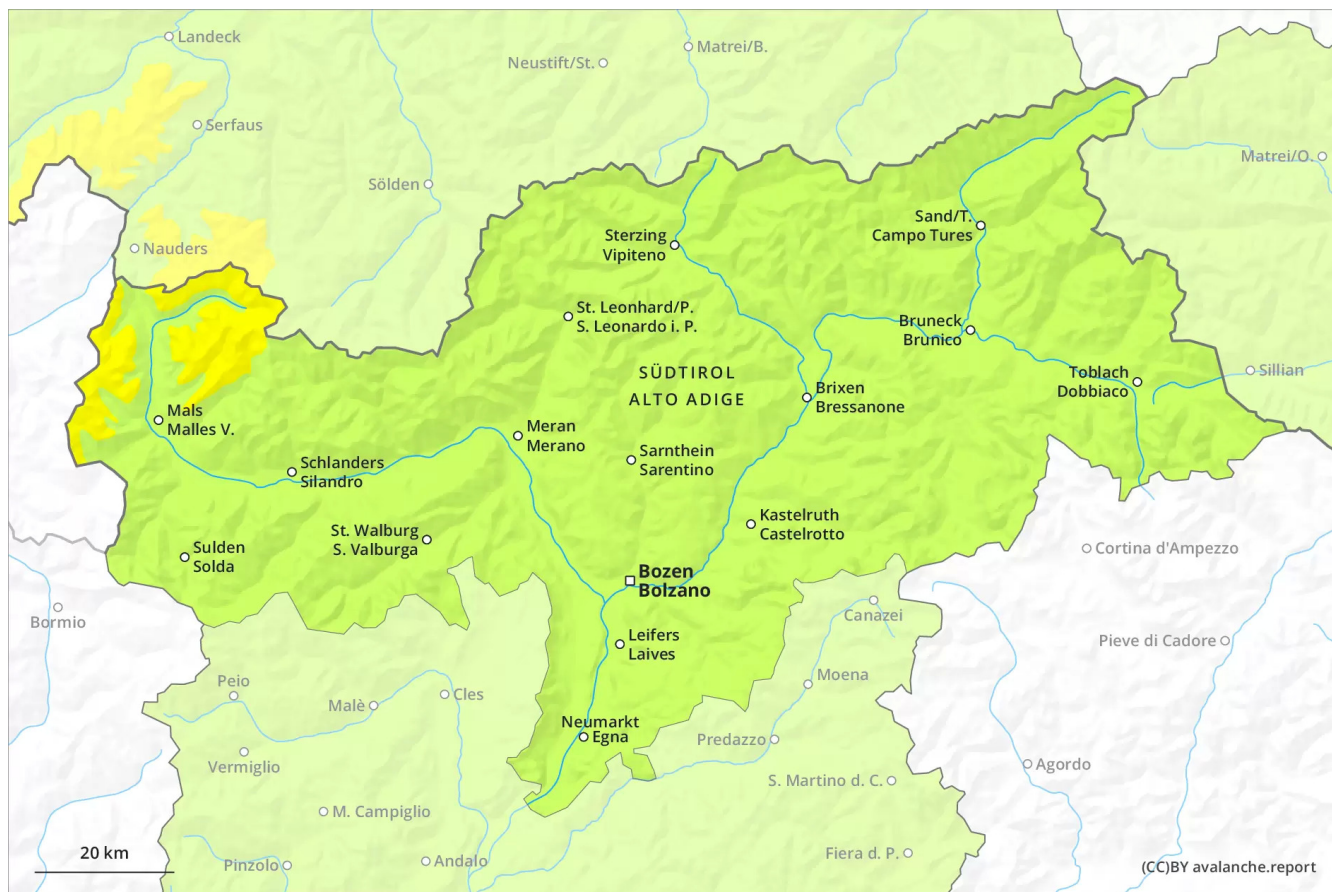 Landeck
Matrei/B.
Neustift/St.
Serfaus
Matrei/O.
Sölden
Nauders
Sand/T.
Campo Tures
Sterzing
Vipiteno
St. Leonhard/P.
S. Leonardo i. P.
Bruneck
Brunico
SÜDTIROL
ALTO ADIGE
Toblach
Dobbiaco
Sillian
Brixen
Bressanone
Mals
Malles V.
Meran
Merano
Sarnthein
Sarentino
Schlanders
Silandro
Kastelruth
Castelrotto
St. Walburg
S. Valburga
Sulden
Solda
Cortina d'Ampezzo
Bozen
Bolzano
Bormio
Canazei
Leifers
Laives
Pieve di Cadore
Moena
Peio
Cles
Malè
Neumarkt
Egna
Predazzo
Vermiglio
Agordo
S. Martino d. C.
M. Campiglio
20 km
Pinzolo
Andalo
Fiera d. P.
(CC)BY avalanche.report